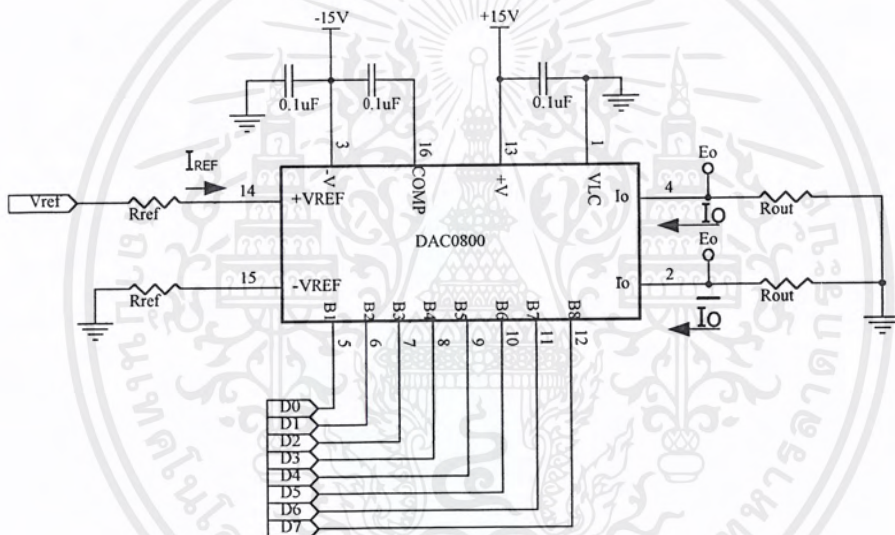 -15V
+15V
0.1uF
0.1uF
0.1uF
3
16
13
1
IREF
-V
COMP
+V
VLC
Eo
Vref
Rref
14
+VREF
Io
4
Io
Rout
DAC0800
Eo
Rref
15
-VREF
Io
2
Io
Rout
B1
B2
B3
B4
B5
B6
B7
B8
5
6
7
8
9
10
11
12
D0
D1
D2
D3
D4
D5
D6
D7